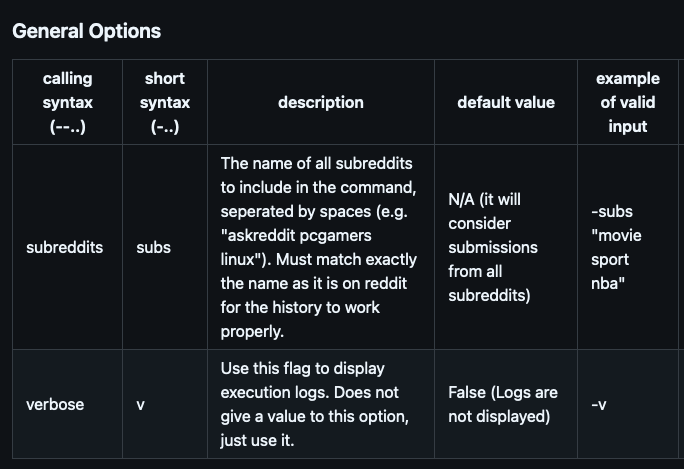 General Options
calling
syntax
(--..)
short
syntax
(-..)
description
default value
example
of valid
input
subreddits
subs
The name of all subreddits
to include in the command,
seperated by spaces (e.g.
"askreddit pcgamers
linux"). Must match exactly
the name as it is on reddit
for the history to work
properly.
N/A (it will
consider
submissions
from all
subreddits)
-subs
"movie
sport
nba"
verbose
v
Use this flag to display
execution logs. Does not
give a value to this option,
just use it.
False (Logs are
not displayed)
-v